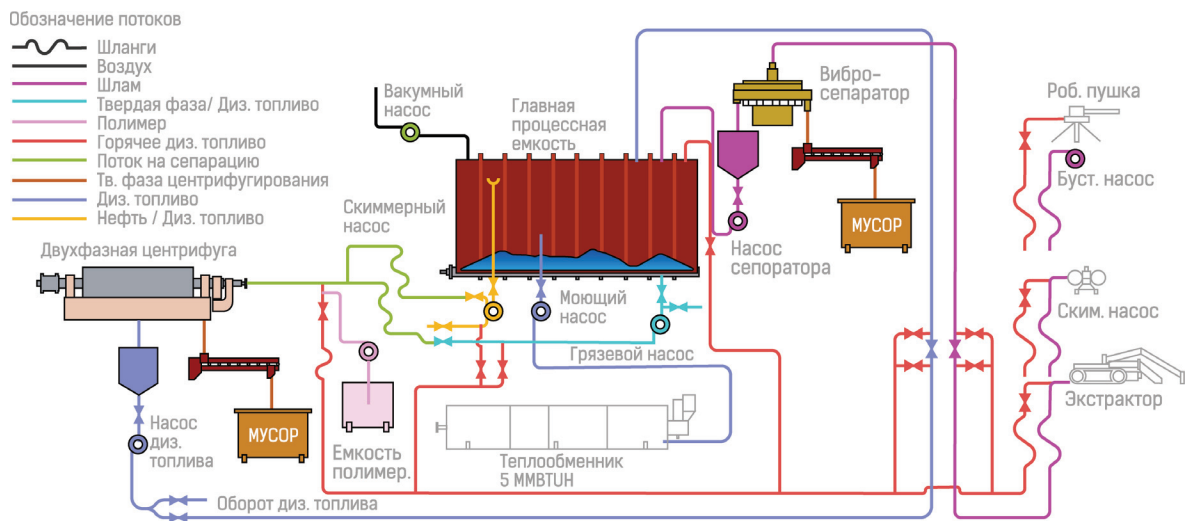 Обозначение потоков
Шланги
Воздух
Шлам
Твердая фаза/ Диз. топливо
Полимер
Горячее диз. топливо
Поток на сепарацию
Тв. фаза центрифугирования
Диз. топливо
Нефть / Диз. топливо
Вакумный
насос
Главная
процессная
емкость
Вибро-
сепаратор
Роб. пушка
Буст. насос
МУСОР
Насос
сепоратора
Скиммерный
насос
Двухфазная центрифуга
Моющий
насос
Грязевой насос
Ским. насос
Экстрактор
Насос
диз.
топлива
МУСОР
Емкость
полимер.
Теплообменник
5 MMBTUH
Оборот диз. топлива